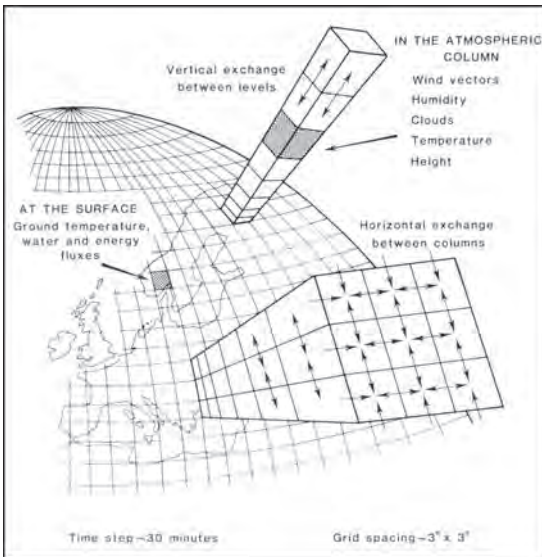 IN THE ATMOSPHERIC
COLUMN
Wind vectors
Humidity
Clouds
Temperature
Height
Vertical exchange
between levels
AT THE SURFACE
Ground temperature,
water and energy
fluxes
Horizontal exchange
between columns
Time step ~30 minutes
Grid spacing ~3° x 3°